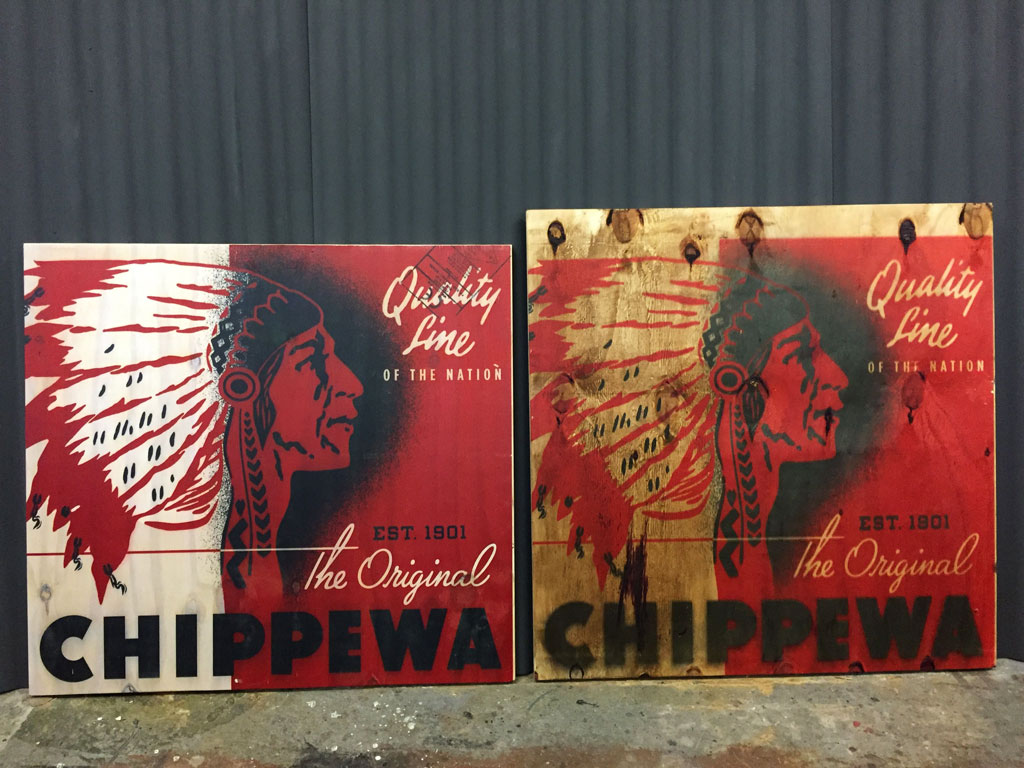 Quality
Line
OF THE NATION
EST. 1901
The Original
CHIPPEWA
Quality
Line
OF THE NATION
EST. 1901
The Original
CHIPPEWA